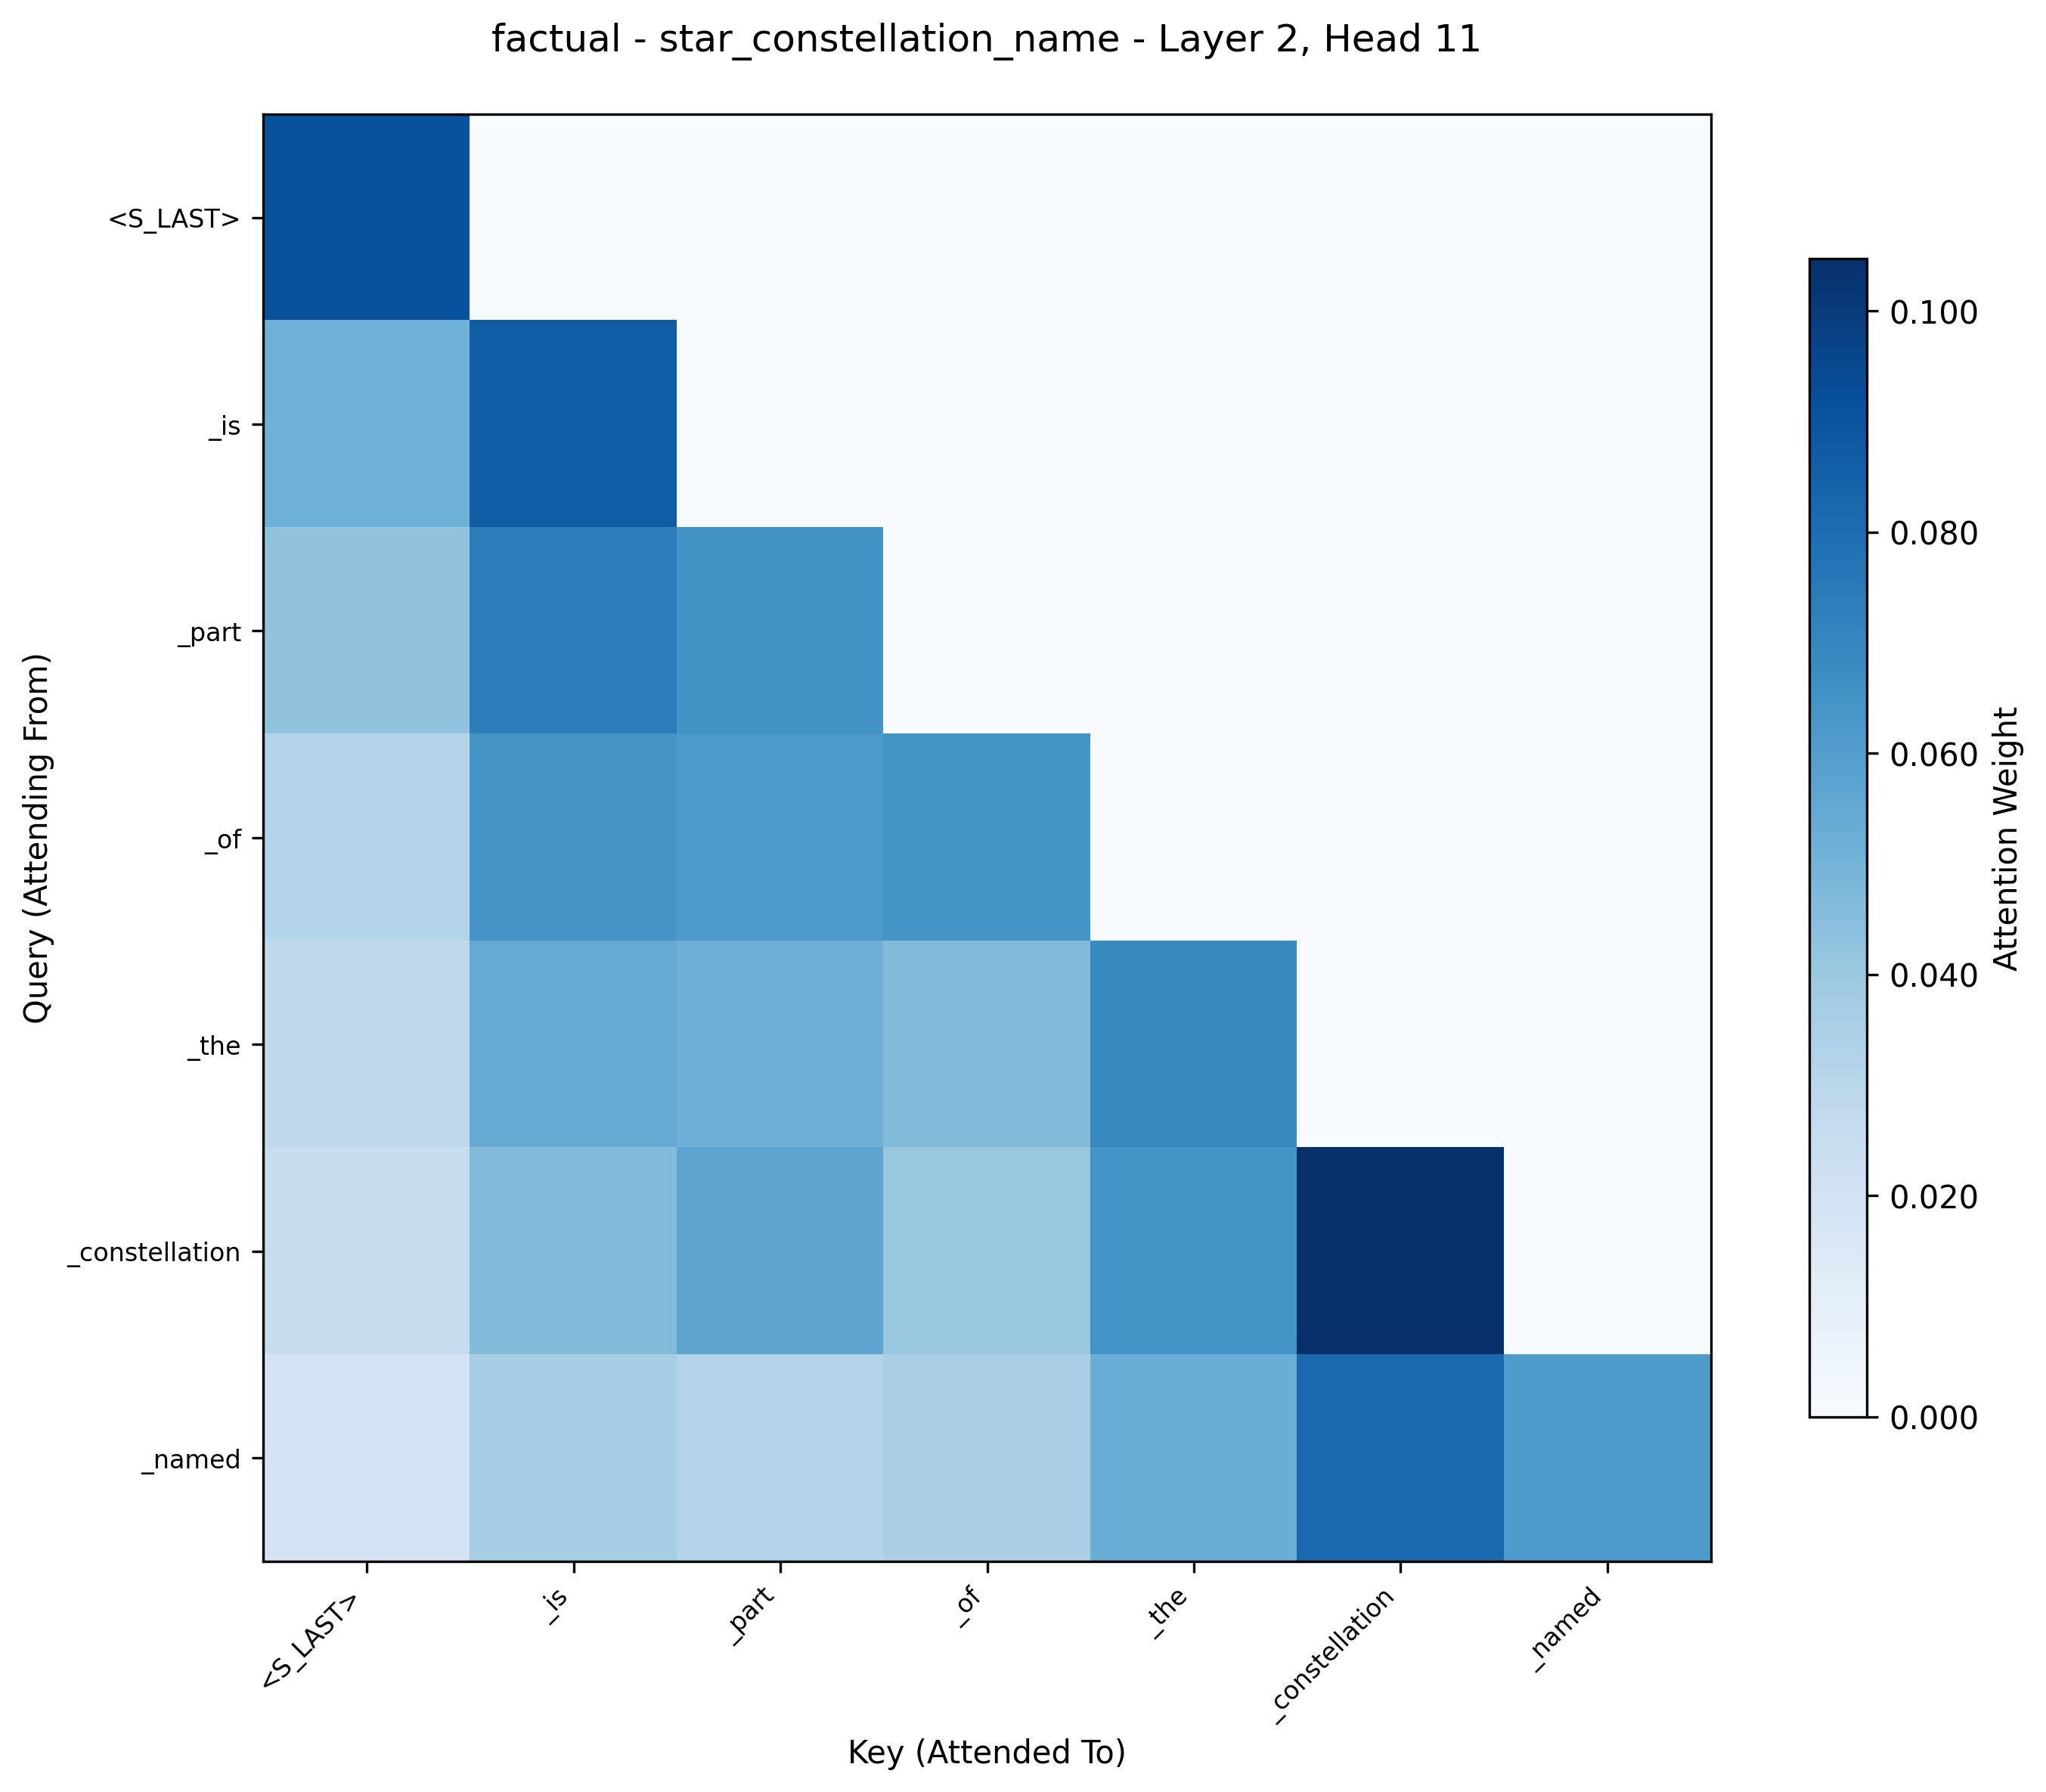 factual - star_constellation_name - Layer 2, Head 11
Query (Attending From)
<S_LAST>
_is
_part
_of
_the
_constellation
_named
<S_LAST>
_is
_part
_of
_the
_constellation
_named
Key (Attended To)
0.100
0.080
0.060
0.040
0.020
0.000
Attention Weight